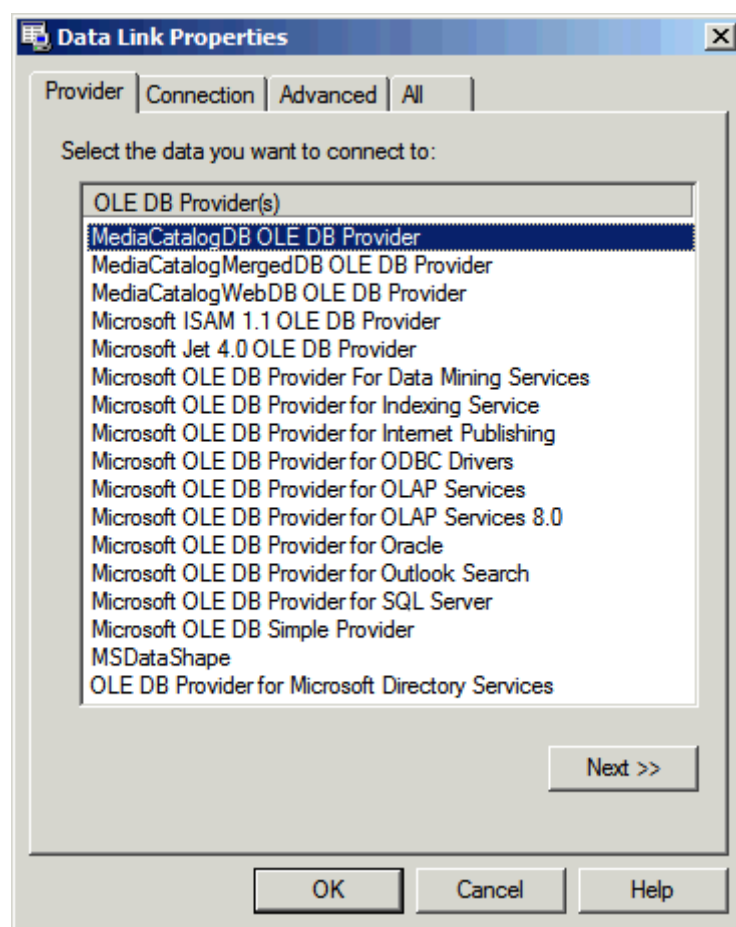 Data Link Properties
Provider Connection Advanced All
Select the data you want to connect to:
OLE DB Provider(s)
MediaCatalogDB OLE DB Provider
MediaCatalogMergedDB OLE DB Provider
MediaCatalogWebDB OLE DB Provider
Microsoft ISAM 1.1 OLE DB Provider
Microsoft Jet 4.0 OLE DB Provider
Microsoft OLE DB Provider For Data Mining Services
Microsoft OLE DB Provider for Indexing Service
Microsoft OLE DB Provider for Internet Publishing
Microsoft OLE DB Provider for ODBC Drivers
Microsoft OLE DB Provider for OLAP Services
Microsoft OLE DB Provider for OLAP Services 8.0
Microsoft OLE DB Provider for Oracle
Microsoft OLE DB Provider for Outlook Search
Microsoft OLE DB Provider for SQL Server
Microsoft OLE DB Simple Provider
MSDataShape
OLE DB Provider for Microsoft Directory Services
Next >>
OK Cancel Help